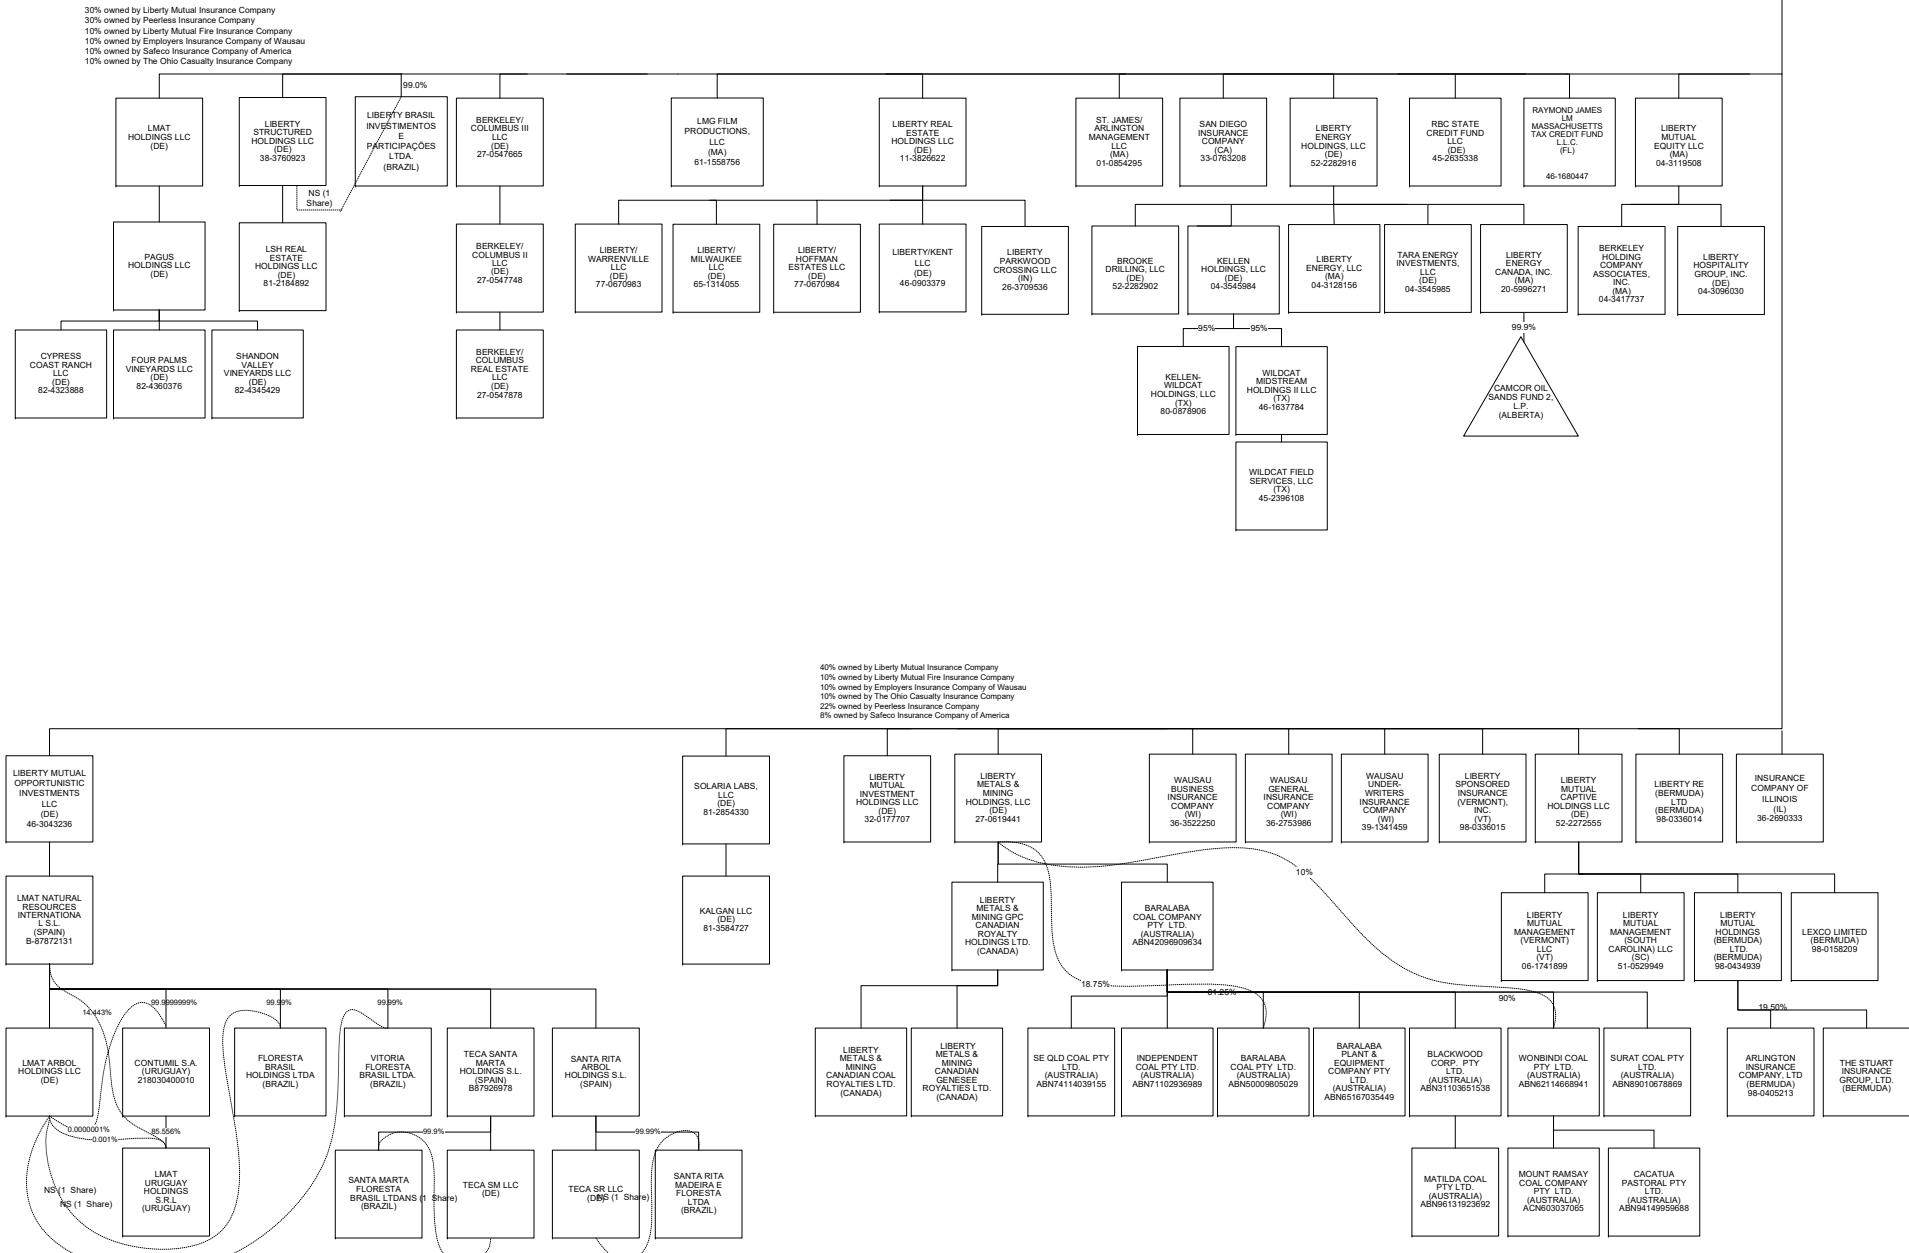 30% owned by Liberty Mutual Insurance Company
30% owned by Peerless Insurance Company
10% owned by Liberty Mutual Fire Insurance Company
10% owned by Employers Insurance Company of Wausau
10% owned by Safeco Insurance Company of America
10% owned by The Ohio Casualty Insurance Company
99.0%
LMAT
HOLDINGS LLC
(DE)
LIBERTY
STRUCTURED
HOLDINGS LLC
(DE)
38-3760923
LIBERTY BRASIL
INVESTIMENTOS
E
PARTICIPAÇÕES
LTDA.
(BRAZIL)
BERKELEY/
COLUMBUS III
LLC
(DE)
27-0547665
LMG FILM
PRODUCTIONS,
LLC
(MA)
61-1558756
LIBERTY REAL
ESTATE
HOLDINGS LLC
(DE)
11-3826622
ST. JAMES/
ARLINGTON
MANAGEMENT
LLC
(MA)
01-0854295
SAN DIEGO
INSURANCE
COMPANY
(CA)
33-0763208
LIBERTY
ENERGY
HOLDINGS, LLC
(DE)
52-2282916
RBC STATE
CREDIT FUND
LLC
(DE)
45-2635338
RAYMOND JAMES
LM
MASSACHUSETTS
TAX CREDIT FUND
L.L.C.
(FL)
46-1680447
LIBERTY
MUTUAL
EQUITY LLC
(MA)
04-3119508
NS (1
Share)
PAGUS
HOLDINGS LLC
(DE)
LSH REAL
ESTATE
HOLDINGS LLC
(DE)
81-2184892
BERKELEY/
COLUMBUS II
LLC
(DE)
27-0547748
LIBERTY/
WARRENVILLE
LLC
(DE)
77-0670983
LIBERTY/
MILWAUKEE
LLC
(DE)
65-1314055
LIBERTY/
HOFFMAN
ESTATES LLC
(DE)
77-0670984
LIBERTY/KENT
LLC
(DE)
46-0903379
LIBERTY
PARKWOOD
CROSSING LLC
(IN)
26-3709536
BROOKE
DRILLING, LLC
(DE)
52-2282902
KELLEN
HOLDINGS, LLC
(DE)
04-3545984
LIBERTY
ENERGY, LLC
(MA)
04-3128156
TARA ENERGY
INVESTMENTS,
LLC
(DE)
04-3545985
LIBERTY
ENERGY
CANADA, INC.
(MA)
20-5996271
BERKELEY
HOLDING
COMPANY
ASSOCIATES,
INC.
(MA)
04-3417737
LIBERTY
HOSPITALITY
GROUP, INC.
(DE)
04-3096030
95%
95%
99.9%
CYPRESS
COAST RANCH
LLC
(DE)
82-4323888
FOUR PALMS
VINEYARDS LLC
(DE)
82-4360376
SHANDON
VALLEY
VINEYARDS LLC
(DE)
82-4345429
BERKELEY/
COLUMBUS
REAL ESTATE
LLC
(DE)
27-0547878
KELLEN-
WILDCAT
HOLDINGS, LLC
(TX)
80-0878906
WILDCAT
MIDSTREAM
HOLDINGS II LLC
(TX)
46-1637784
CAMCOR OIL
SANDS FUND 2,
L.P.
(ALBERTA)
WILDCAT FIELD
SERVICES, LLC
(TX)
45-2396108
40% owned by Liberty Mutual Insurance Company
10% owned by Liberty Mutual Fire Insurance Company
10% owned by Employers Insurance Company of Wausau
10% owned by The Ohio Casualty Insurance Company
22% owned by Peerless Insurance Company
8% owned by Safeco Insurance Company of America
LIBERTY MUTUAL
OPPORTUNISTIC
INVESTMENTS
LLC
(DE)
46-3043236
SOLARIA LABS,
LLC
(DE)
81-2854330
LIBERTY
MUTUAL
INVESTMENT
HOLDINGS LLC
(DE)
32-0177707
LIBERTY
METALS &
MINING
HOLDINGS, LLC
(DE)
27-0619441
WAUSAU
BUSINESS
INSURANCE
COMPANY
(WI)
36-3522250
WAUSAU
GENERAL
INSURANCE
COMPANY
(WI)
36-2753986
WAUSAU
UNDER-
WRITERS
INSURANCE
COMPANY
(WI)
39-1341459
LIBERTY
SPONSORED
INSURANCE
(VERMONT),
INC.
(VT)
98-0336015
LIBERTY
MUTUAL
CAPTIVE
HOLDINGS LLC
(DE)
52-2272555
LIBERTY RE
(BERMUDA)
LTD
(BERMUDA)
98-0336014
INSURANCE
COMPANY OF
ILLINOIS
(IL)
36-2690333
10%
LMAT NATURAL
RESOURCES
INTERNATIONA
L S.L.
(SPAIN)
B-87872131
KALGAN LLC
(DE)
81-3584727
LIBERTY
METALS &
MINING GPC
CANADIAN
ROYALTY
HOLDINGS LTD.
(CANADA)
BARALABA
COAL COMPANY
PTY LTD.
(AUSTRALIA)
ABN42096909634
LIBERTY
MUTUAL
MANAGEMENT
(VERMONT)
LLC
(VT)
06-1741899
LIBERTY
MUTUAL
MANAGEMENT
(SOUTH
CAROLINA) LLC
(SC)
51-0529949
LIBERTY
MUTUAL
HOLDINGS
(BERMUDA)
LTD.
(BERMUDA)
98-0434939
LEXCO LIMITED
(BERMUDA)
98-0158209
14.443%
99.9999999%
99.99%
99.99%
18.75%
81.25%
90%
19.50%
LMAT ARBOL
HOLDINGS LLC
(DE)
CONTUMIL S.A.
(URUGUAY)
218030400010
FLORESTA
BRASIL
HOLDINGS LTDA
(BRAZIL)
VITORIA
FLORESTA
BRASIL LTDA.
(BRAZIL)
TECA SANTA
MARTA
HOLDINGS S.L.
(SPAIN)
B87926978
SANTA RITA
ARBOL
HOLDINGS S.L.
(SPAIN)
LIBERTY
METALS &
MINING
CANADIAN COAL
ROYALTIES LTD.
(CANADA)
LIBERTY
METALS &
MINING
CANADIAN
GENESEE
ROYALTIES LTD.
(CANADA)
SE QLD COAL PTY
LTD.
(AUSTRALIA)
ABN74114039155
INDEPENDENT
COAL PTY LTD.
(AUSTRALIA)
ABN71102936989
BARALABA
COAL PTY LTD.
(AUSTRALIA)
ABN50009805029
BARALABA
PLANT &
EQUIPMENT
COMPANY PTY
LTD.
(AUSTRALIA)
ABN65167035449
BLACKWOOD
CORP. PTY
LTD.
(AUSTRALIA)
ABN31103651538
WONBINDI COAL
PTY LTD.
(AUSTRALIA)
ABN62114668941
SURAT COAL PTY
LTD.
(AUSTRALIA)
ABN89010678869
ARLINGTON
INSURANCE
COMPANY, LTD
(BERMUDA)
98-0405213
THE STUART
INSURANCE
GROUP, LTD.
(BERMUDA)
0.0000001%
0.001%
85.556%
99.9%
99.99%
LMAT
URUGUAY
HOLDINGS
S.R.L
(URUGUAY)
NS (1 Share)
NS (1 Share)
SANTA MARTA
FLORESTA
BRASIL LTDA
(BRAZIL)
NS (1 Share)
TECA SM LLC
(DE)
TECA SR LLC
(DE)
NS (1 Share)
SANTA RITA
MADEIRA E
FLORESTA
LTDA
(BRAZIL)
MATILDA COAL
PTY LTD.
(AUSTRALIA)
ABN96131923692
MOUNT RAMSAY
COAL COMPANY
PTY LTD.
(AUSTRALIA)
ACN603037065
CACATUA
PASTORAL PTY
LTD.
(AUSTRALIA)
ABN94149959688